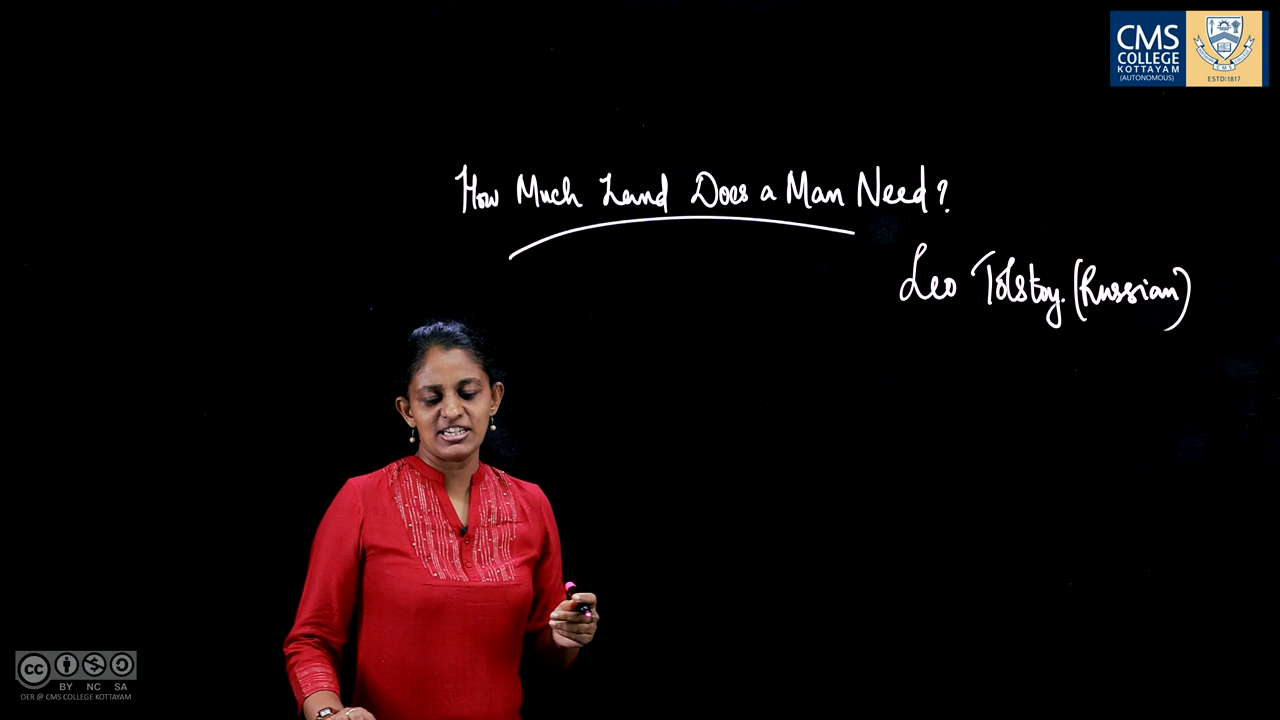 CMS
COLLEGE
KOTTAYAM
(AUTONOMOUS)
ESTD:1817
How Much Land Does a Man Need?
Leo Tolstoy. (Russian)
cc
BY NC SA
OER @ CMS COLLEGE KOTTAYAM